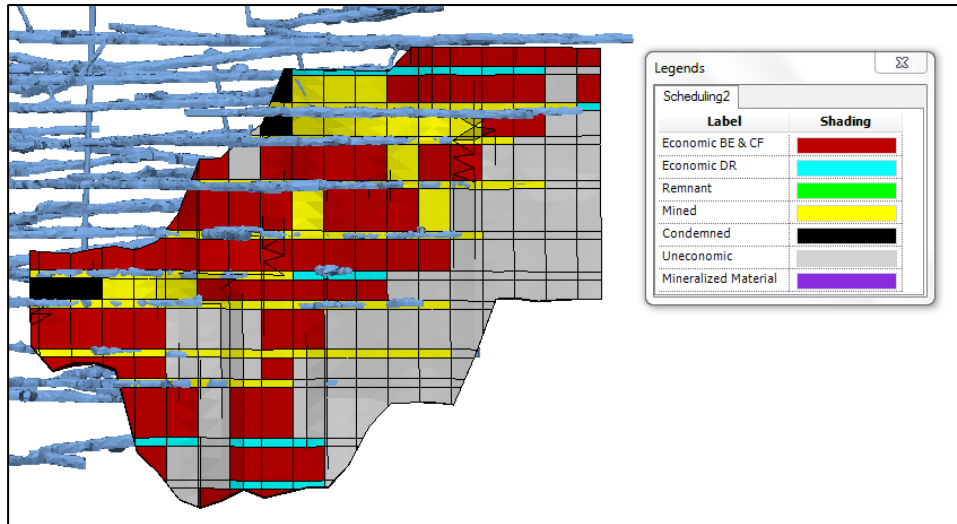 Legends
Scheduling2
Label Shading
Economic BE & CF
Economic DR
Remnant
Mined
Condemned
Uneconomic
Mineralized Material